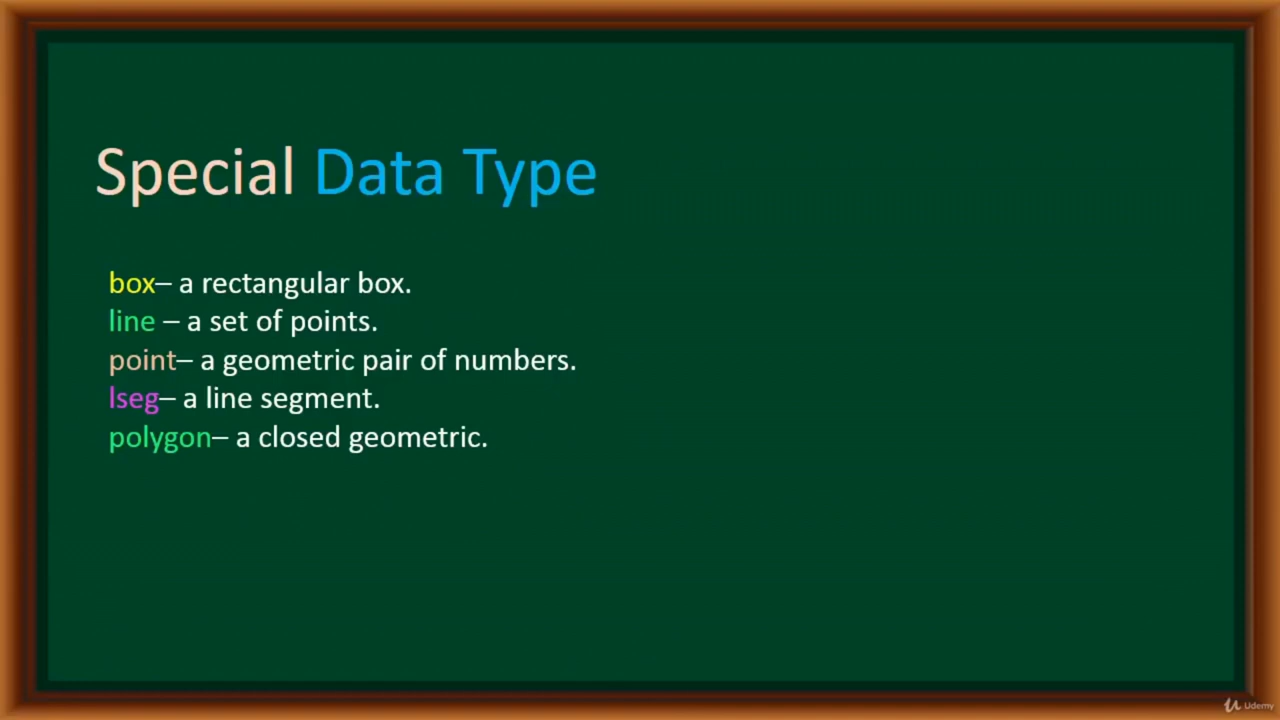 Special Data Type
box– a rectangular box.
line – a set of points.
point– a geometric pair of numbers.
lseg– a line segment.
polygon– a closed geometric.
Udemy